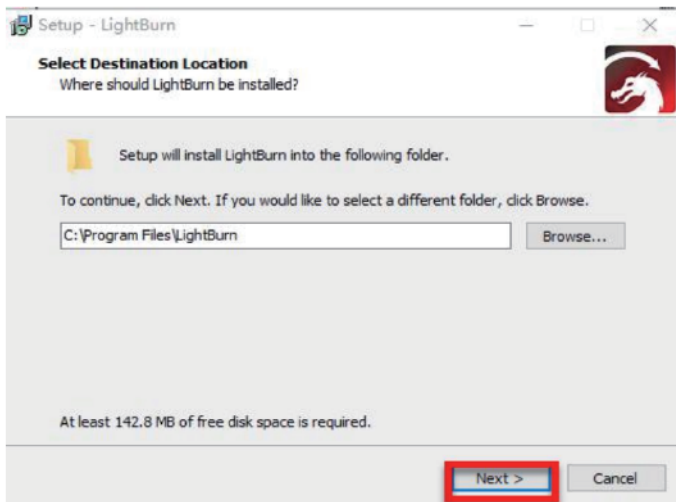 Setup - LightBurn
Select Destination Location
Where should LightBurn be installed?
Setup will install LightBurn into the following folder.
To continue, click Next. If you would like to select a different folder, click Browse.
C:\Program Files\LightBurn
Browse...
At least 142.8 MB of free disk space is required.
Next >
Cancel